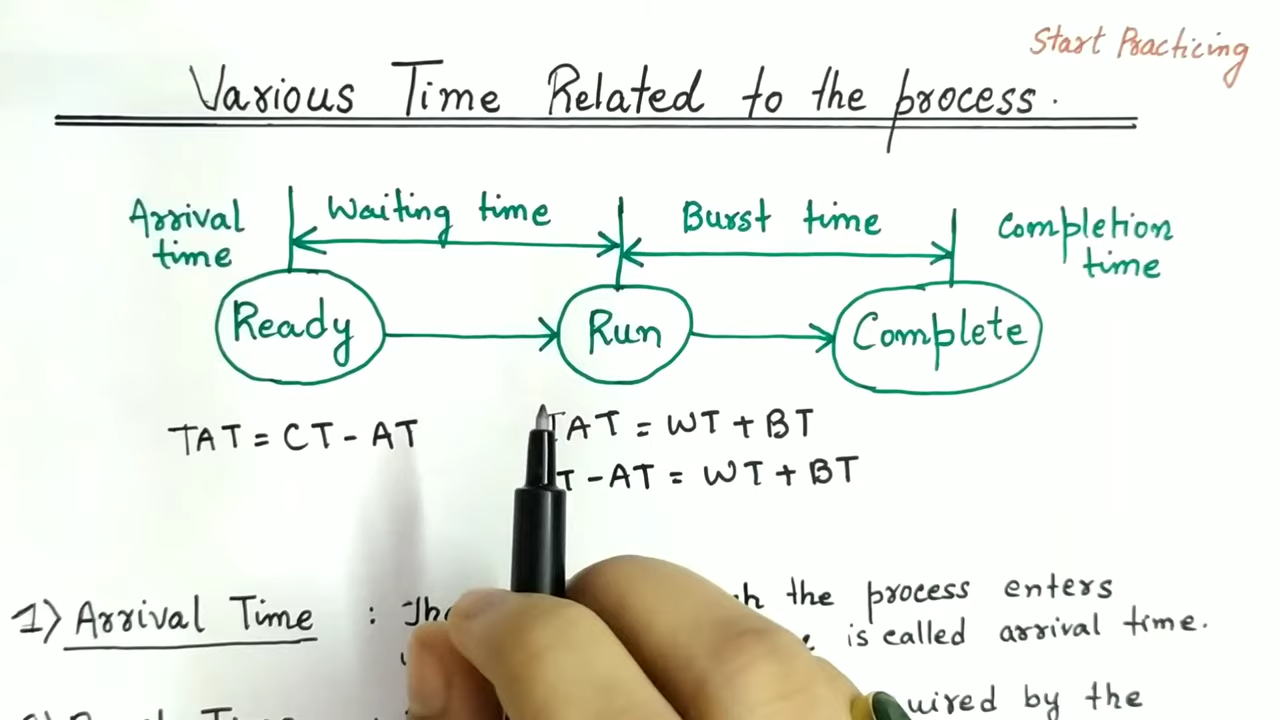 Start Practicing
Various Time Related to the process.
Arrival time
Waiting time
Burst time
Completion time
Ready
Run
Complete
TAT = CT - AT
TAT = WT + BT
T - AT = WT + BT
1) Arrival Time : the process enters
is called arrival time.
by the